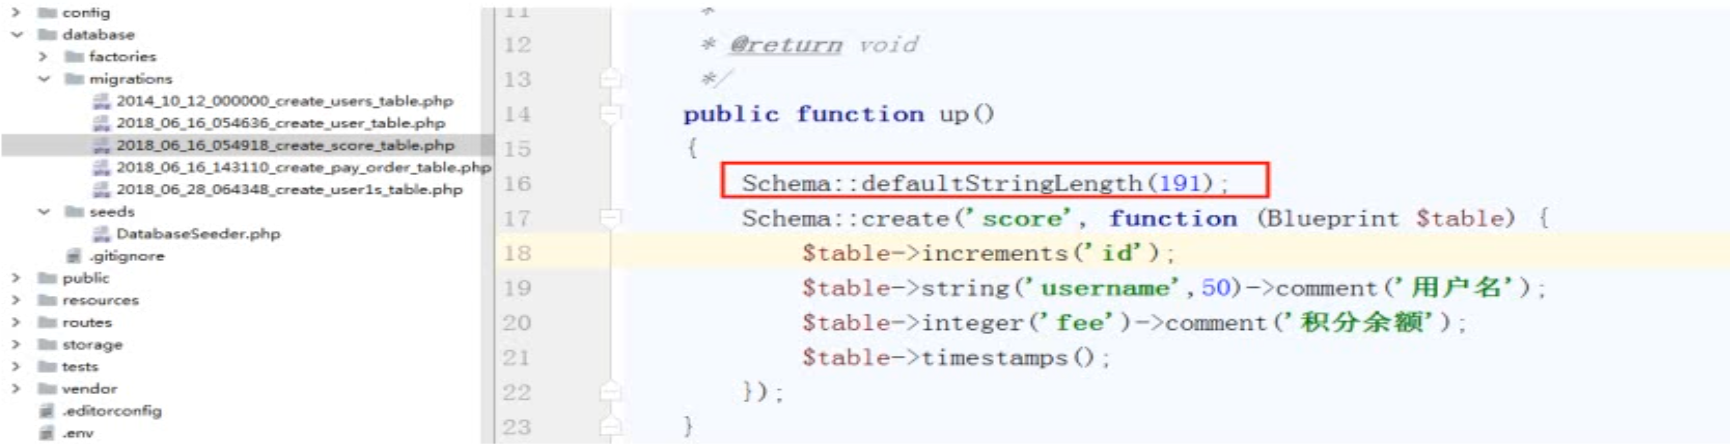 config
database
factories
migrations
2014_10_12_000000_create_users_table.php
2018_06_16_054636_create_user_table.php
2018_06_16_054918_create_score_table.php
2018_06_16_143110_create_pay_order_table.php
2018_06_28_064348_create_user1s_table.php
seeds
DatabaseSeeder.php
.gitignore
public
resources
routes
storage
tests
vendor
.editorconfig
.env
11 *
12 * @return void
13 */
14 public function up()
15 {
16 Schema::defaultStringLength(191);
17 Schema::create('score', function (Blueprint $table) {
18 $table->increments('id');
19 $table->string('username',50)->comment('用户名');
20 $table->integer('fee')->comment('积分余额');
21 $table->timestamps();
22 });
23 }